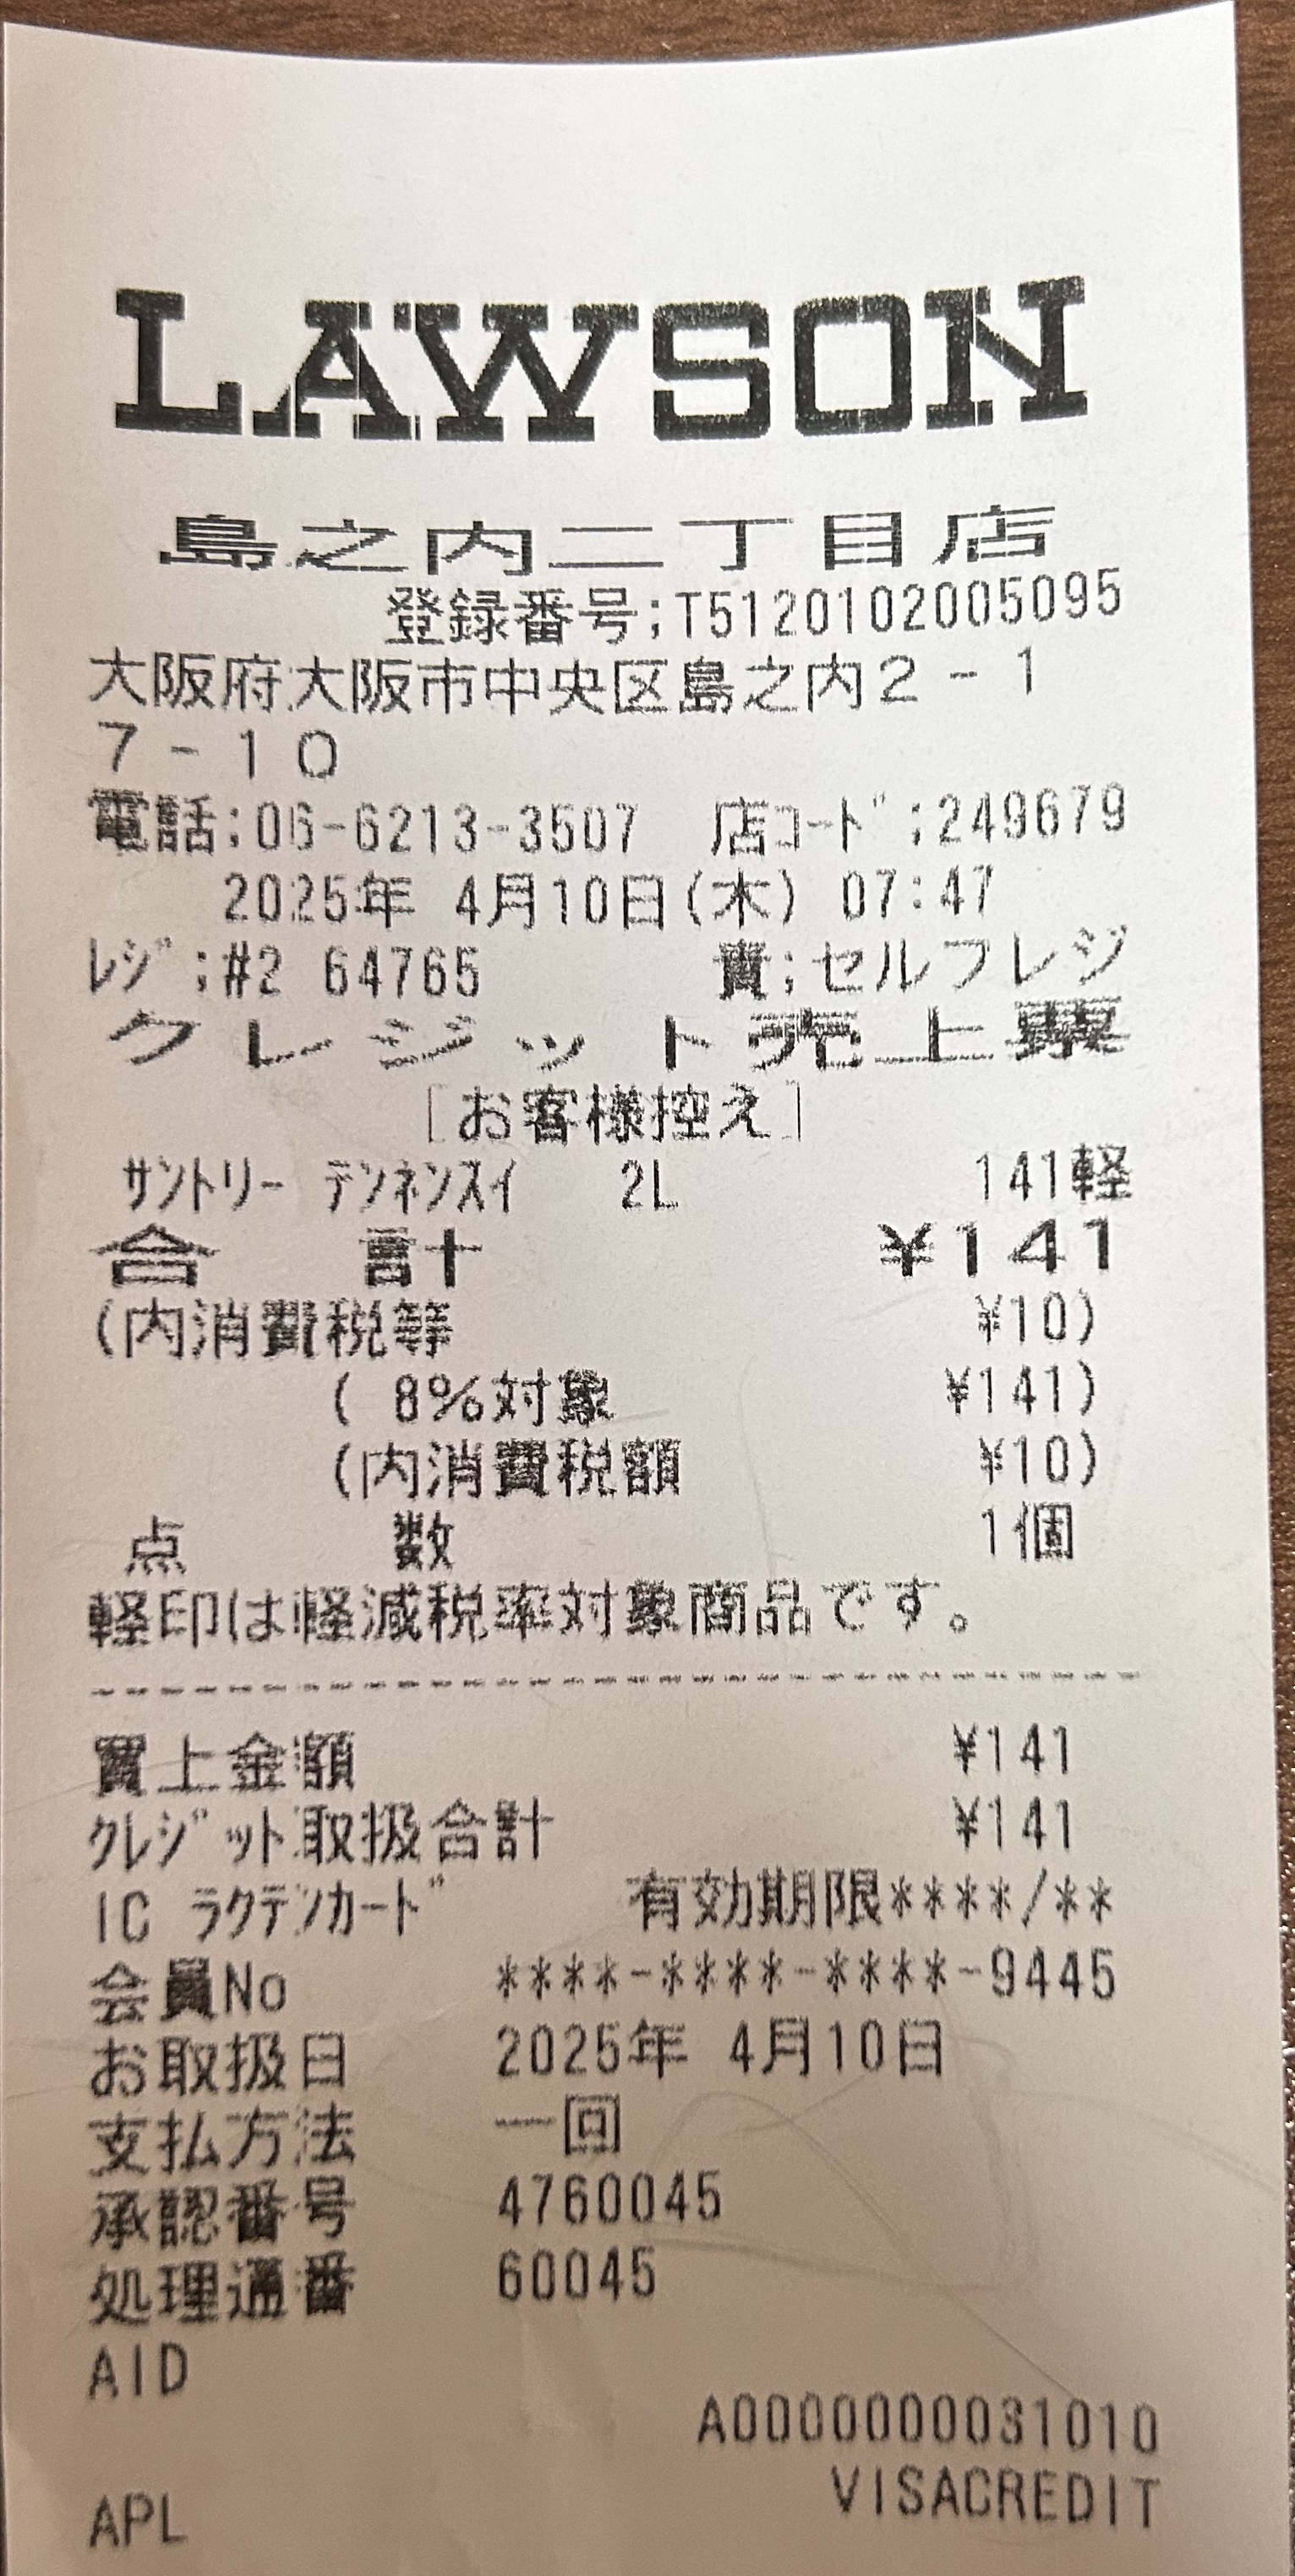 LAWSON
島之内二丁目店
登録番号;T5120102005095
大阪府大阪市中央区島之内2-1
7-10
電話:06-6213-3507 店コード;249679
2025年 4月10日(木) 07:47
レジ;#2 64765 責;セルフレジ
クレジット売上票
[お客様控え]
サントリー テンネンスイ 2L 141軽
合 計 ¥141
(内消費税等 ¥10)
( 8%対象 ¥141)
(内消費税額 ¥10)
点 数 1個
軽印は軽減税率対象商品です。
買上金額 ¥141
クレジット取扱合計 ¥141
IC ラクテンカード 有効期限****/**
会員No ****-****-****-9445
お取扱日 2025年 4月10日
支払方法 一回
承認番号 4760045
処理通番 60045
AID
A0000000031010
VISACREDIT
APL